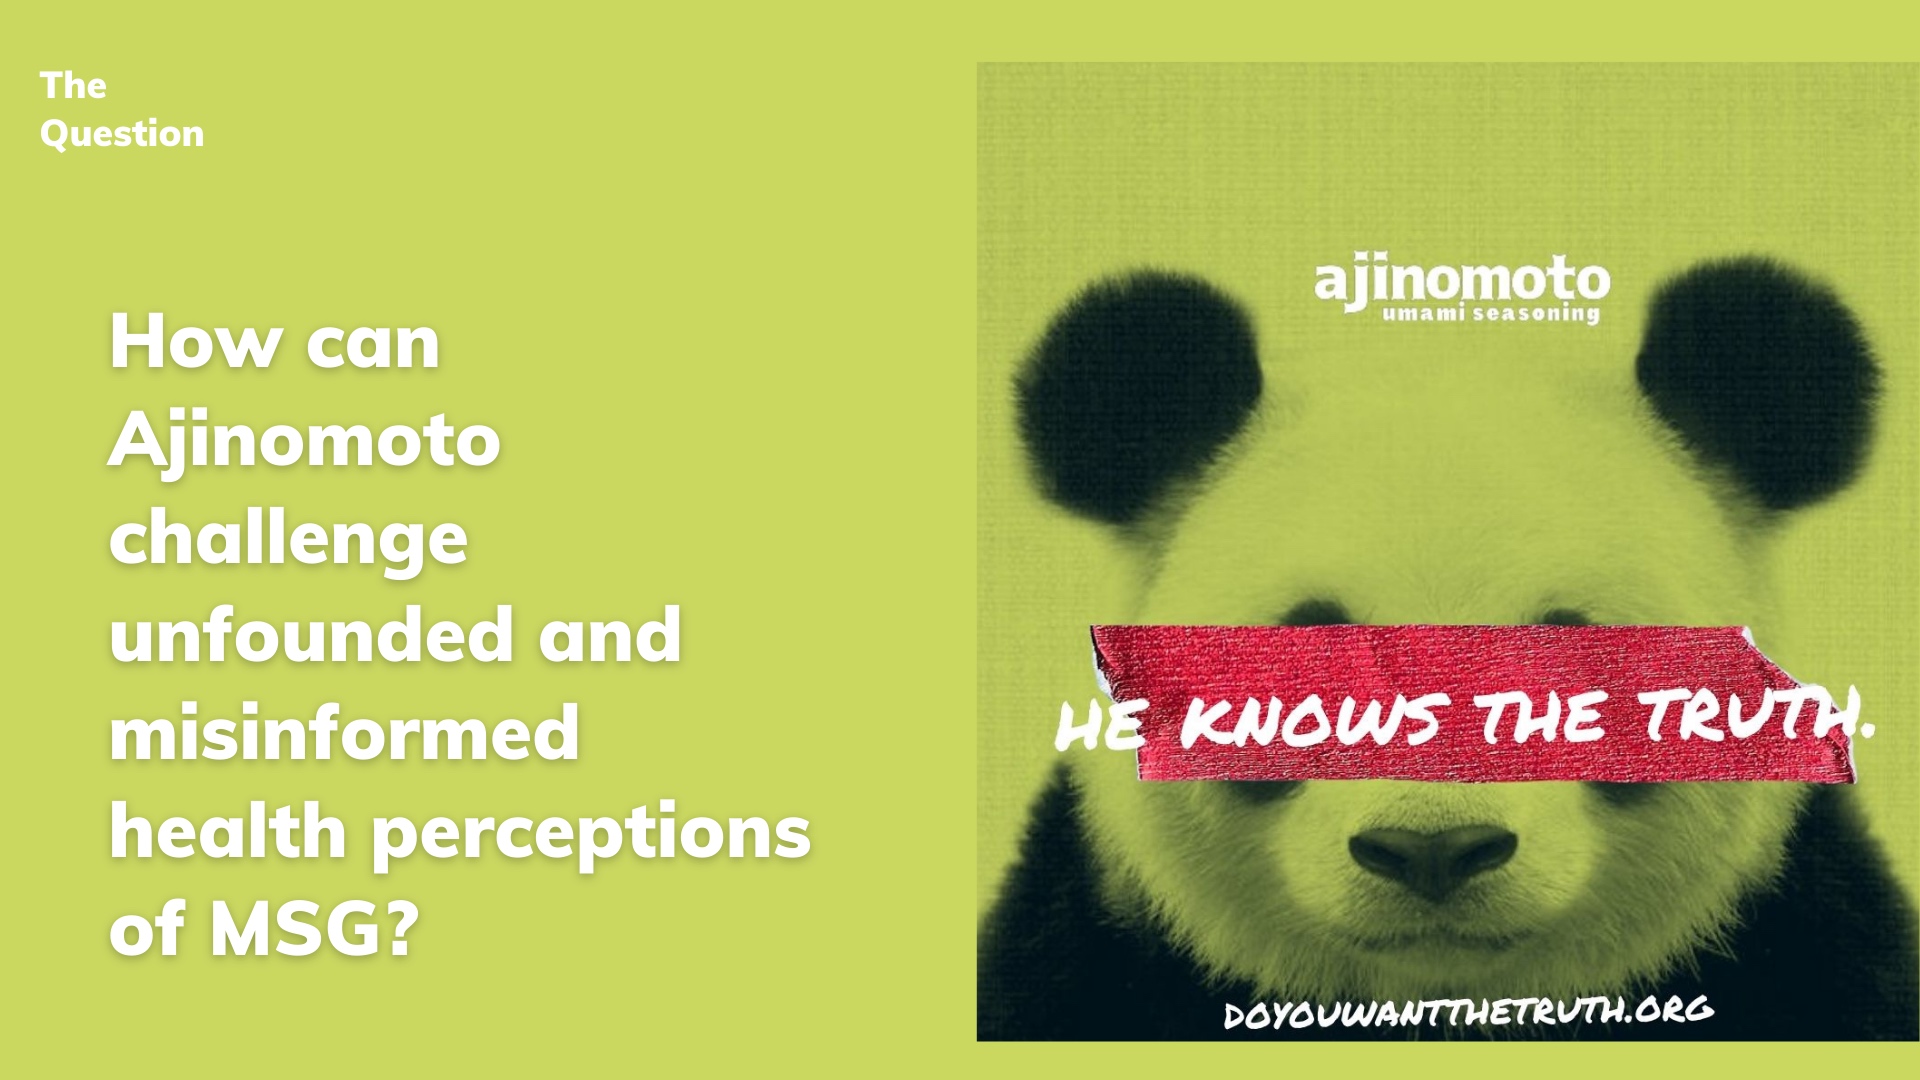 The
Question
How can
Ajinomoto
challenge
unfounded and
misinformed
health perceptions
of MSG?
ajinomoto
umami seasoning
HE KNOWS THE TRUTH.
DOYOUWANTTHETRUTH.ORG